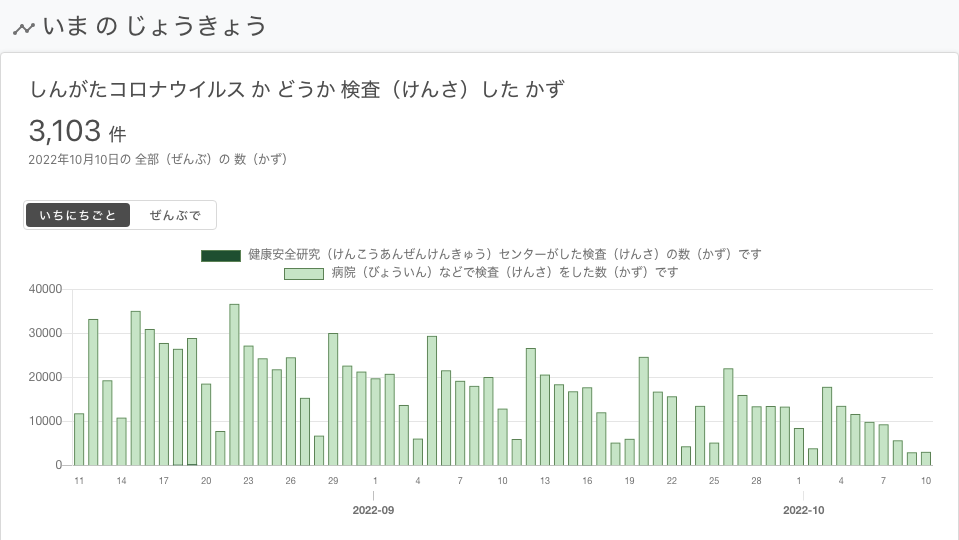 いま の じょうきょう
しんがたコロナウイルス か どうか 検査（けんさ）した かず
3,103 件
2022年10月10日の 全部（ぜんぶ）の 数（かず）
いちにちごと ぜんぶで
健康安全研究（けんこうあんぜんけんきゅう）センターがした検査（けんさ）の数（かず）です
病院（びょういん）などで検査（けんさ）をした数（かず）です
40000
30000
20000
10000
0
11 14 17 20 23 26 29 1 4 7 10 13 16 19 22 25 28 1 4 7 10
2022-09 2022-10